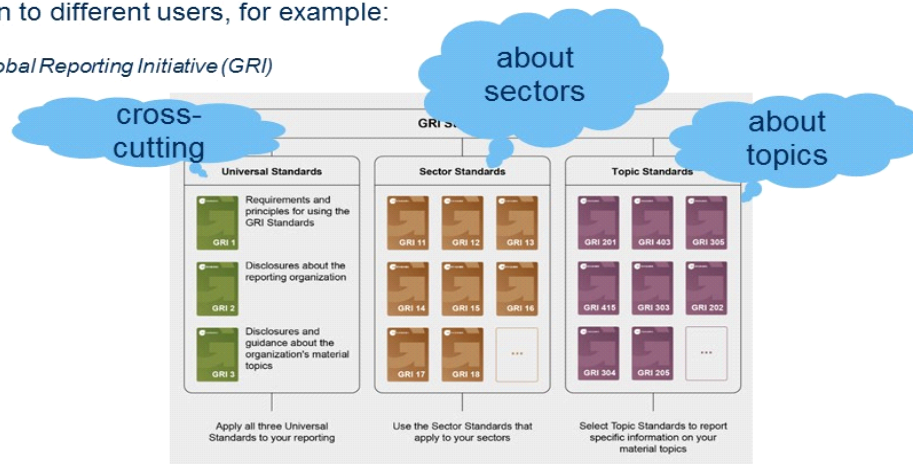 n to different users, for example:
obal Reporting Initiative (GRI)
about
sectors
cross-
cutting
about
topics
GRI S
Universal Standards
Sector Standards
Topic Standards
GRI 1
Requirements and
principles for using the
GRI Standards
GRI 2
Disclosures about the
reporting organization
GRI 3
Disclosures and
guidance about the
organization's material
topics
GRI 11 GRI 12 GRI 13
GRI 14 GRI 15 GRI 16
GRI 17 GRI 18 ...
GRI 201 GRI 403 GRI 305
GRI 415 GRI 303 GRI 202
GRI 304 GRI 205 ...
Apply all three Universal
Standards to your reporting
Use the Sector Standards that
apply to your sectors
Select Topic Standards to report
specific information on your
material topics